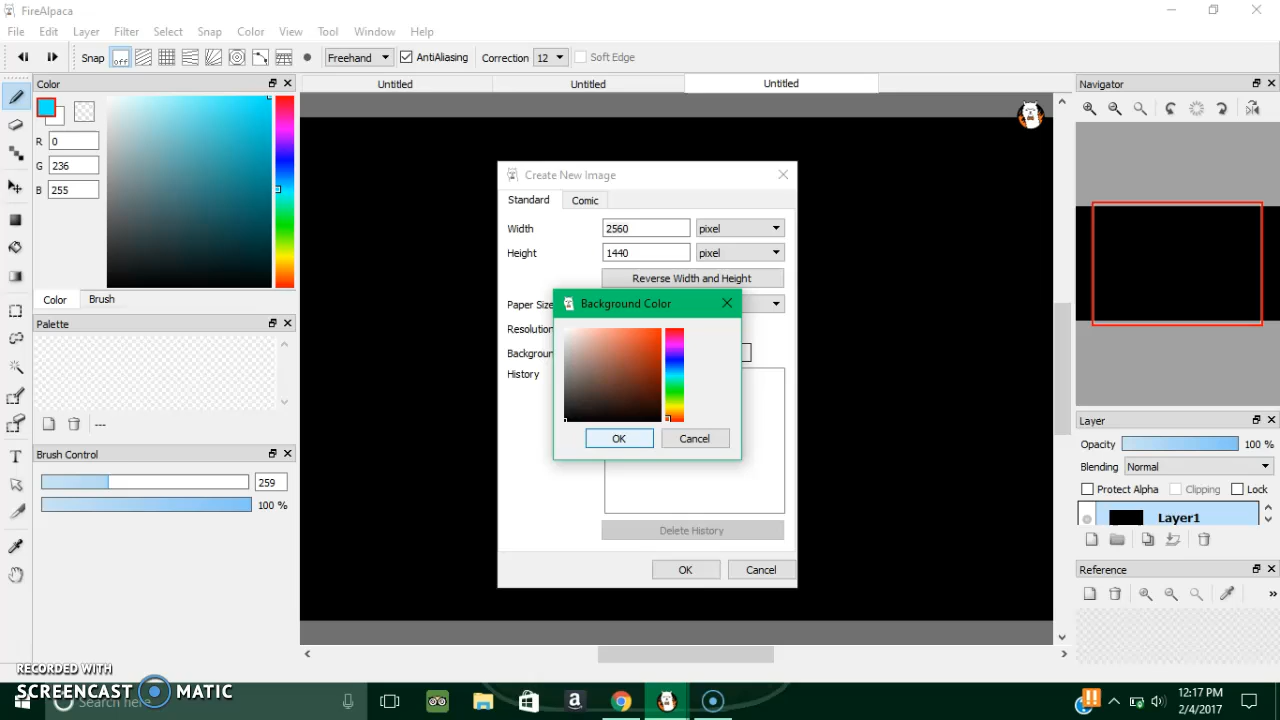 FireAlpaca
File Edit Layer Filter Select Snap Color View Tool Window Help
Snap off Freehand AntiAliasing Correction 12 Soft Edge
Color
Untitled Untitled Untitled
Navigator
R 0
G 236
B 255
Color Brush
Palette
---
Brush Control
259
100 %
Create New Image
Standard Comic
Width 2560 pixel
Height 1440 pixel
Reverse Width and Height
Paper Size
Resolution
Background
History
Background Color
OK Cancel
Delete History
OK Cancel
Layer
Opacity 100 %
Blending Normal
Protect Alpha Clipping Lock
Layer1
Reference
RECORDED WITH
SCREENCAST MATIC
Search here
12:17 PM
2/4/2017